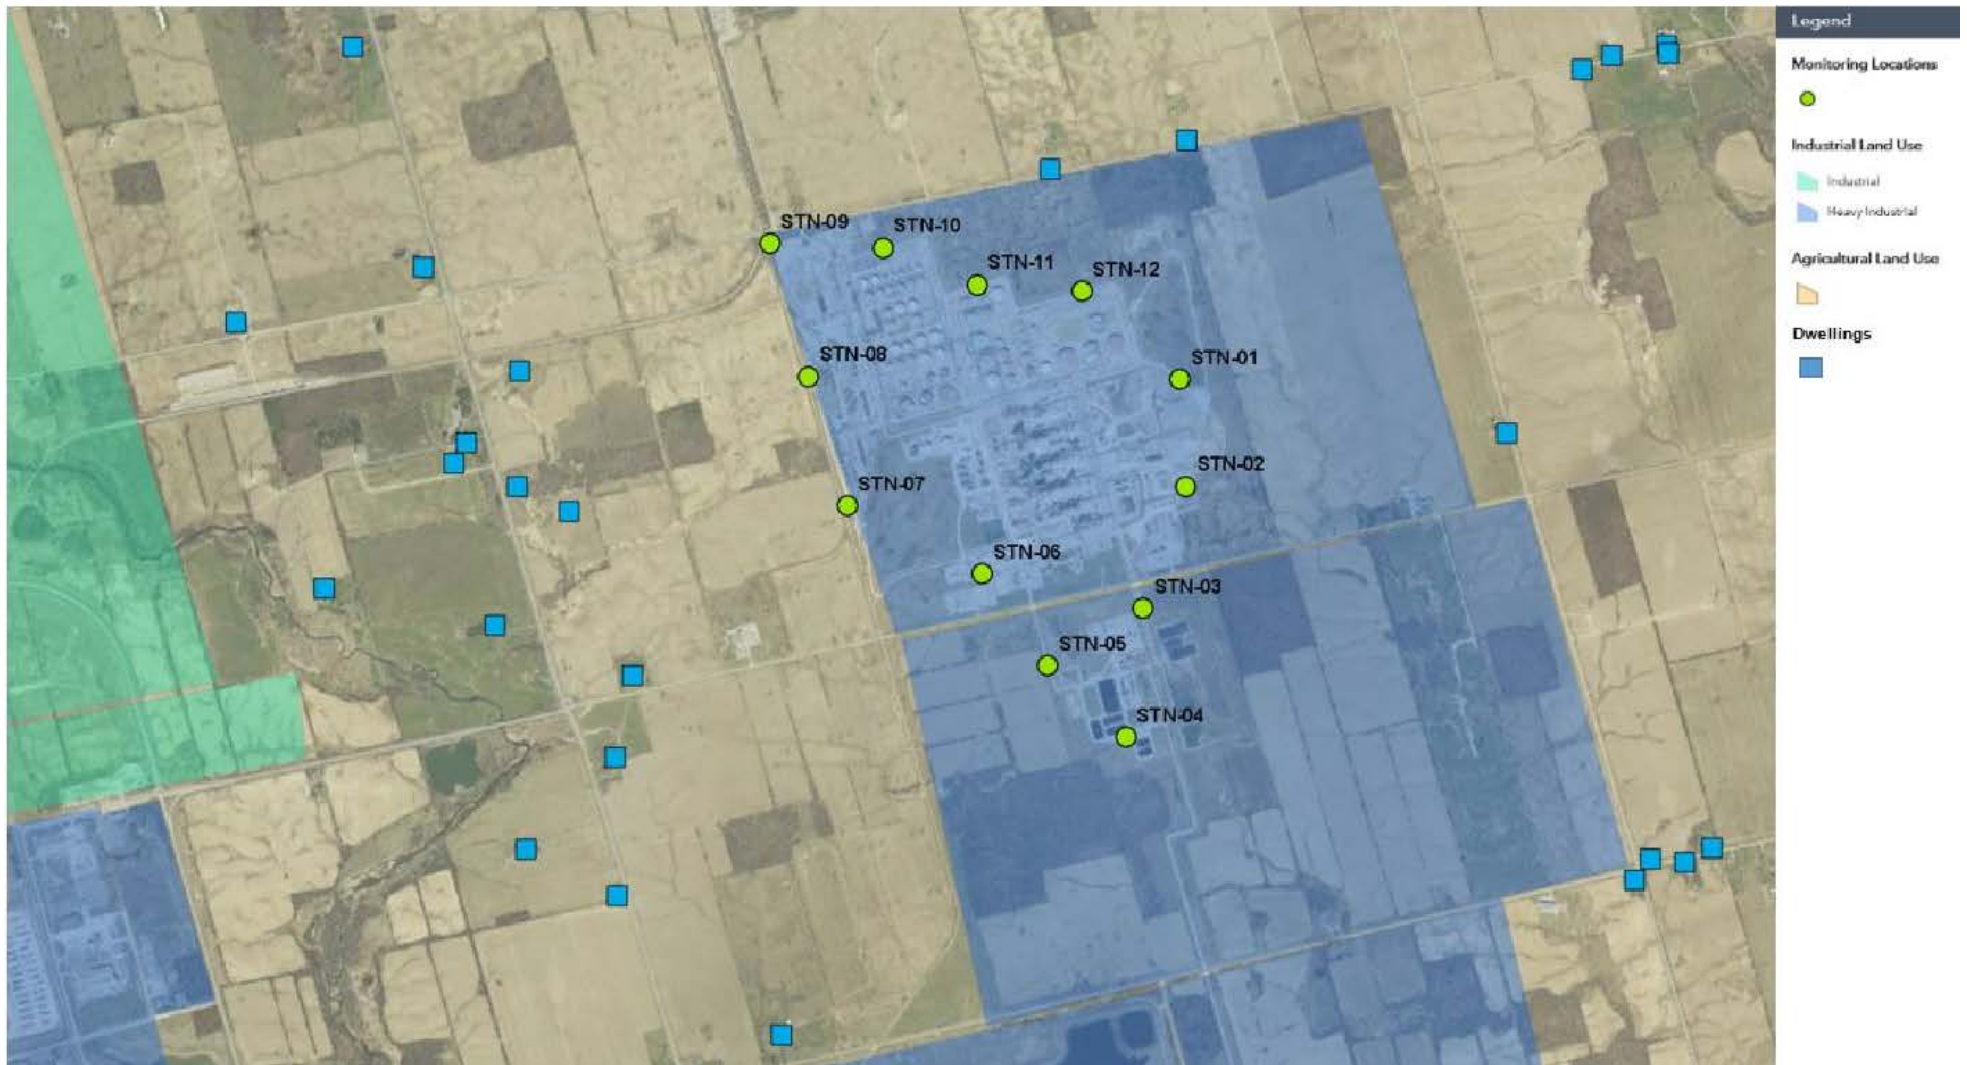 Legend
Monitoring Locations
Industrial Land Use
Industrial
Heavy Industrial
Agricultural Land Use
Dwellings
STN-09
STN-10
STN-11
STN-12
STN-08
STN-01
STN-02
STN-07
STN-06
STN-03
STN-05
STN-04